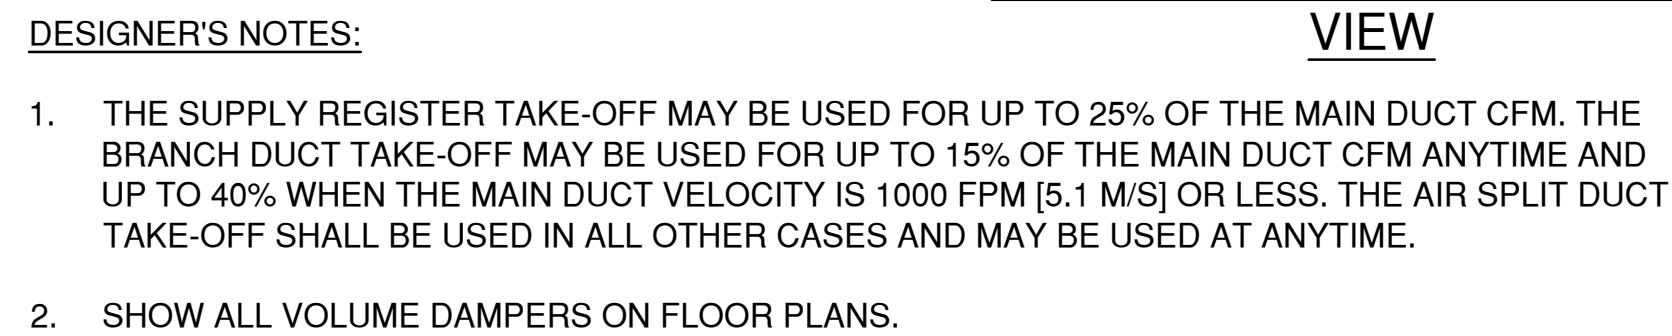 DESIGNER'S NOTES:
VIEW
1. THE SUPPLY REGISTER TAKE-OFF MAY BE USED FOR UP TO 25% OF THE MAIN DUCT CFM. THE
BRANCH DUCT TAKE-OFF MAY BE USED FOR UP TO 15% OF THE MAIN DUCT CFM ANYTIME AND
UP TO 40% WHEN THE MAIN DUCT VELOCITY IS 1000 FPM [5.1 M/S] OR LESS. THE AIR SPLIT DUCT
TAKE-OFF SHALL BE USED IN ALL OTHER CASES AND MAY BE USED AT ANYTIME.
2. SHOW ALL VOLUME DAMPERS ON FLOOR PLANS.